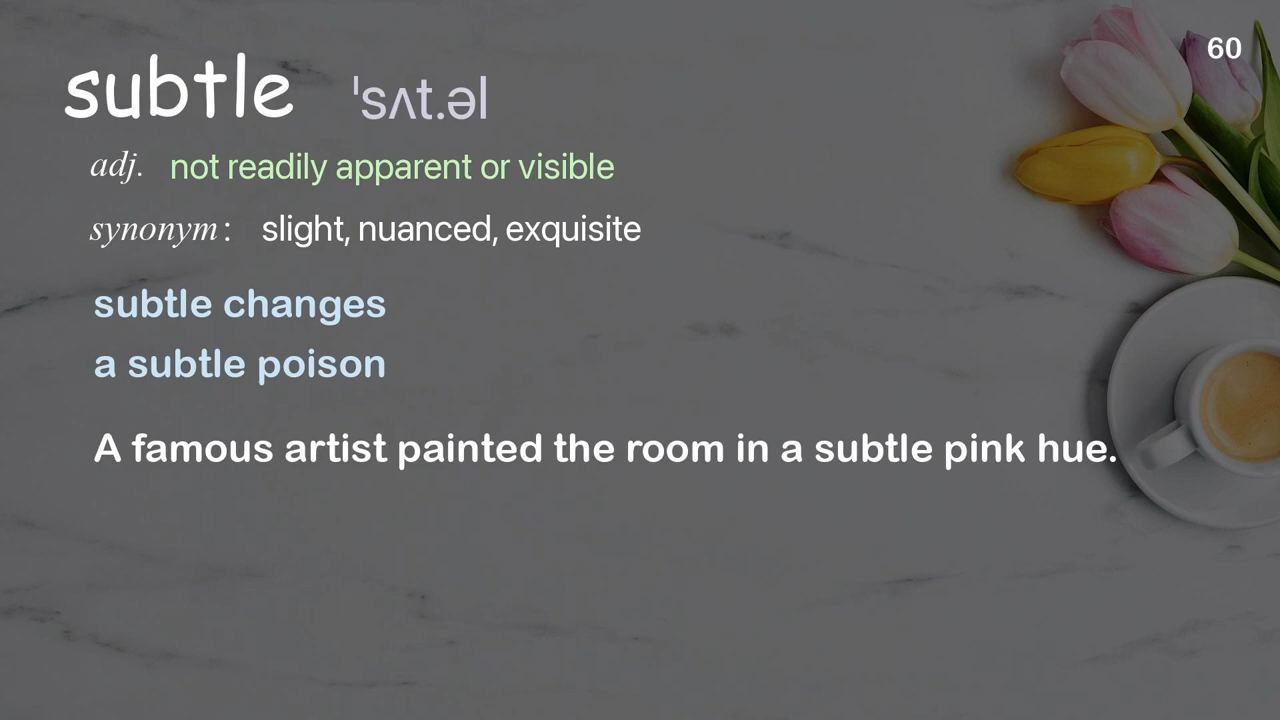 60
subtle ˈsʌt.əl
adj. not readily apparent or visible
synonym : slight, nuanced, exquisite
subtle changes
a subtle poison
A famous artist painted the room in a subtle pink hue.